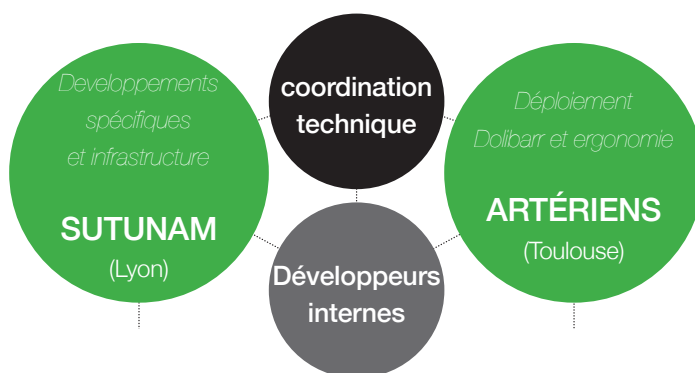 Developpements
spécifiques
et infrastructure
SUTUNAM
(Lyon)
coordination
technique
Développeurs
internes
Déploiement
Dolibarr et ergonomie
ARTÉRIENS
(Toulouse)